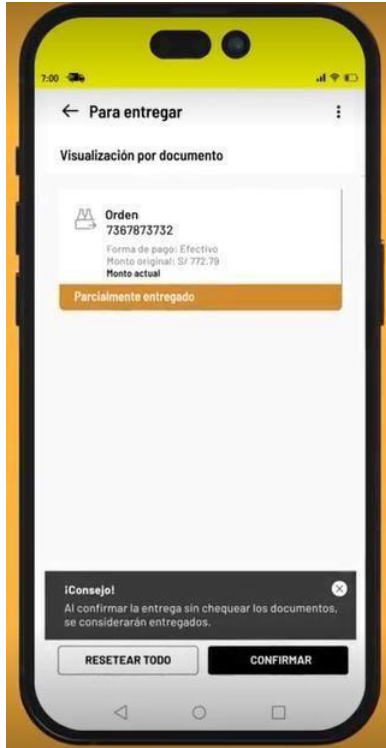 7:00
Para entregar
Visualización por documento
Orden
7367873732
Forma de pago: Efectivo
Monto original: S/ 772.79
Monto actual
Parcialmente entregado
¡Consejo!
Al confirmar la entrega sin chequear los documentos,
se considerarán entregados.
RESETEAR TODO
CONFIRMAR